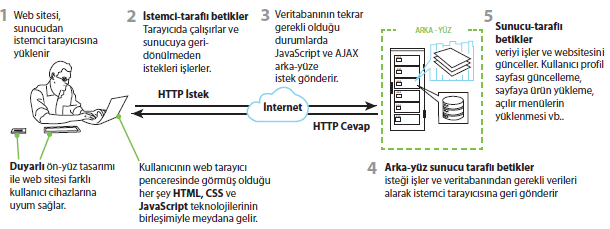 1 Web sitesi,
sunucudan
istemci tarayıcısına
yüklenir
2 İstemci-taraflı betikler
Tarayıcıda çalışırlar ve
sunucuya geri-
dönülmeden
istekleri işlerler.
3 Veritabanının tekrar
gerekli olduğu
durumlarda
JavaScript ve AJAX
arka-yüze
istek gönderir.
ARKA - YÜZ
5 Sunucu-taraflı
betikler
veriyi işler ve websitesini
günceller. Kullanıcı profil
sayfası güncelleme,
sayfaya ürün yükleme,
açılır menülerin
yüklenmesi vb..
HTTP İstek
İnternet
HTTP Cevap
Duyarlı ön-yüz tasarımı
ile web sitesi farklı
kullanıcı cihazlarına
uyum sağlar.
Kullanıcının web tarayıcı
penceresinde görmüş olduğu
her şey HTML, CSS ve
JavaScript teknolojilerinin
birleşimiyle meydana gelir.
4 Arka-yüz sunucu taraflı betikler
isteği işler ve veritabanından gerekli verileri
alarak istemci tarayıcısına geri gönderir